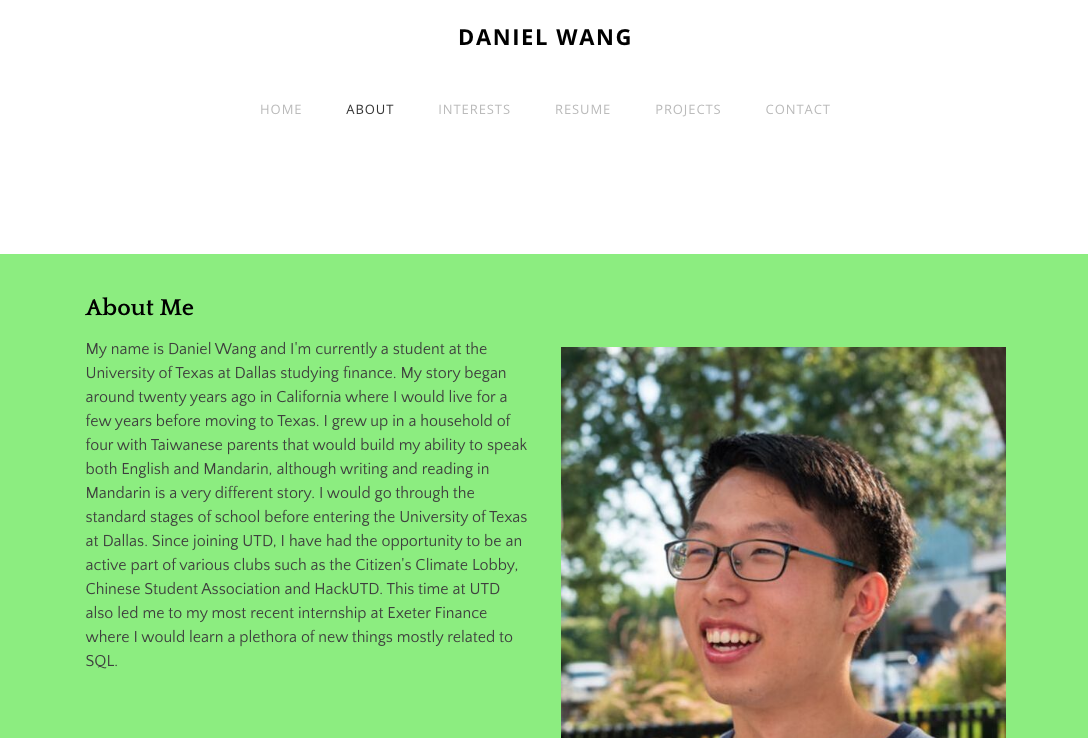 DANIEL WANG
HOME ABOUT INTERESTS RESUME PROJECTS CONTACT
About Me
My name is Daniel Wang and I'm currently a student at the
University of Texas at Dallas studying finance. My story began
around twenty years ago in California where I would live for a
few years before moving to Texas. I grew up in a household of
four with Taiwanese parents that would build my ability to speak
both English and Mandarin, although writing and reading in
Mandarin is a very different story. I would go through the
standard stages of school before entering the University of Texas
at Dallas. Since joining UTD, I have had the opportunity to be an
active part of various clubs such as the Citizen's Climate Lobby,
Chinese Student Association and HackUTD. This time at UTD
also led me to my most recent internship at Exeter Finance
where I would learn a plethora of new things mostly related to
SQL.